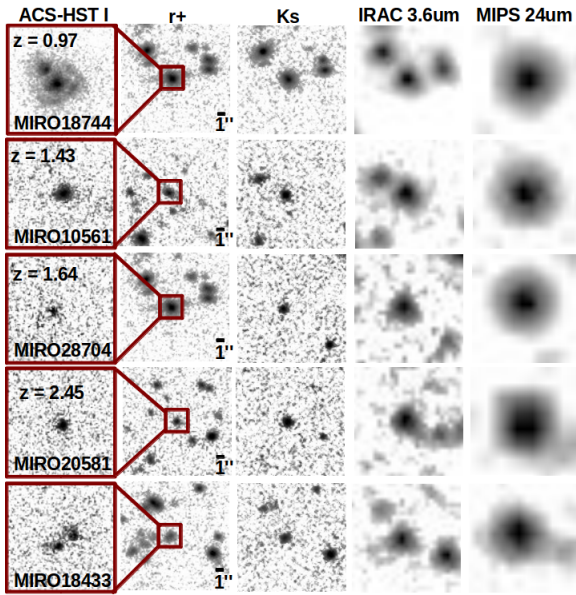 ACS-HST I r+ Ks IRAC 3.6um MIPS 24um
z = 0.97
MIRO18744 1"
z = 1.43
MIRO10561 1"
z = 1.64
MIRO28704 1"
z = 2.45
MIRO20581 1"
MIRO18433 1"